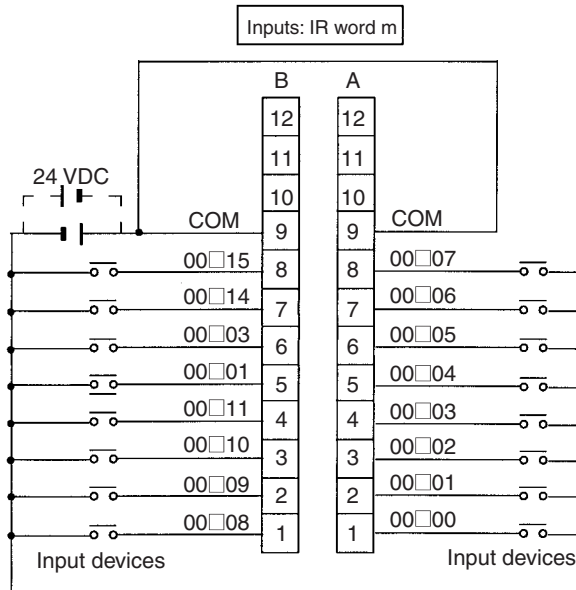 Inputs: IR word m
B A
12 12
11 11
24 VDC
10 10
COM 9 9 COM
00□15 8 8 00□07
00□14 7 7 00□06
00□03 6 6 00□05
00□01 5 5 00□04
00□11 4 4 00□03
00□10 3 3 00□02
00□09 2 2 00□01
00□08 1 1 00□00
Input devices Input devices